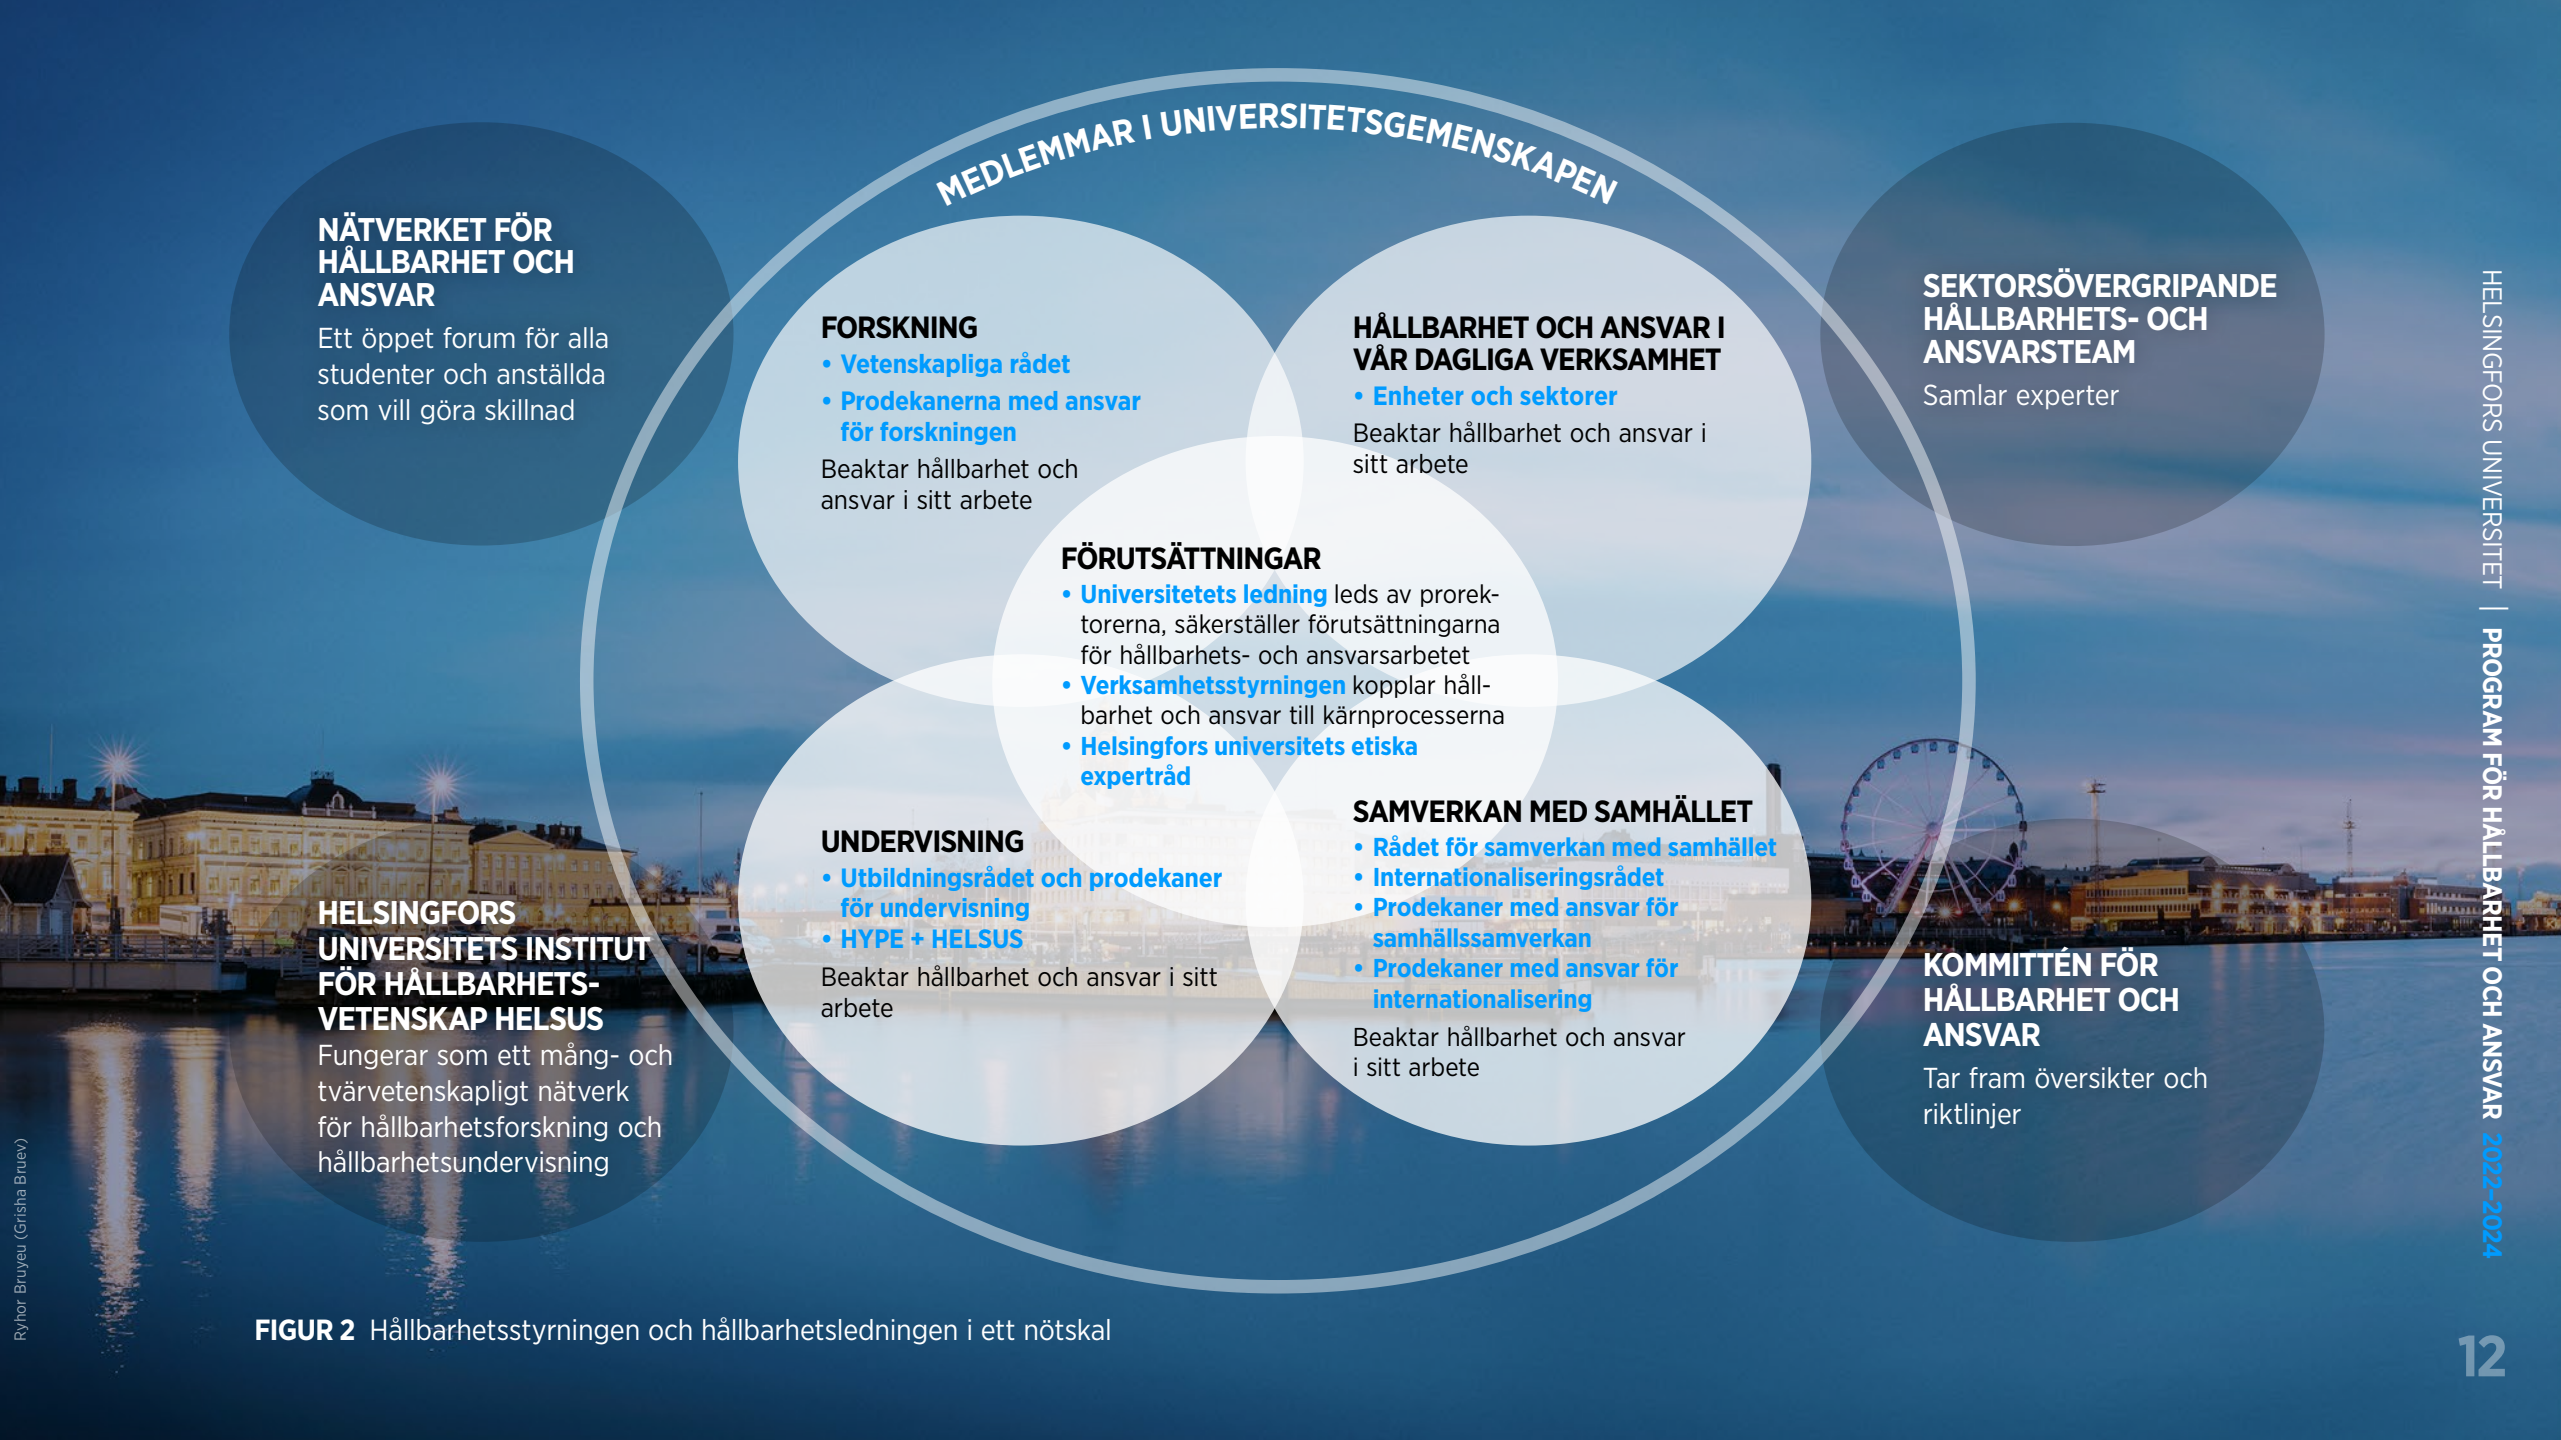 MEDLEMMAR I UNIVERSITETSGEMENSKAPEN
NÄTVERKET FÖR
HÅLLBARHET OCH
ANSVAR
Ett öppet forum för alla
studenter och anställda
som vill göra skillnad
FORSKNING
• Vetenskapliga rådet
• Prodekanerna med ansvar
för forskningen
Beaktar hållbarhet och
ansvar i sitt arbete
HÅLLBARHET OCH ANSVAR I
VÅR DAGLIGA VERKSAMHET
• Enheter och sektorer
Beaktar hållbarhet och ansvar i
sitt arbete
SEKTORSÖVERGRIPANDE
HÅLLBARHETS- OCH
ANSVARSTEAM
Samlar experter
FÖRUTSÄTTNINGAR
• Universitetets ledning leds av prorek-
torerna, säkerställer förutsättningarna
för hållbarhets- och ansvarsarbetet
• Verksamhetsstyrningen kopplar håll-
barhet och ansvar till kärnprocesserna
• Helsingfors universitets etiska
expertråd
HELSINGFORS
UNIVERSITETS INSTITUT
FÖR HÅLLBARHETS-
VETENSKAP HELSUS
Fungerar som ett mång- och
tvärvetenskapligt nätverk
för hållbarhetsforskning och
hållbarhetsundervisning
UNDERVISNING
• Utbildningsrådet och prodekaner
för undervisning
• HYPE + HELSUS
Beaktar hållbarhet och ansvar i sitt
arbete
SAMVERKAN MED SAMHÄLLET
• Rådet för samverkan med samhället
• Internationaliseringsrådet
• Prodekaner med ansvar för
samhällssamverkan
• Prodekaner med ansvar för
internationalisering
Beaktar hållbarhet och ansvar
i sitt arbete
KOMMITTÉN FÖR
HÅLLBARHET OCH
ANSVAR
Tar fram översikter och
riktlinjer
FIGUR 2 Hållbarhetsstyrningen och hållbarhetsledningen i ett nötskal
Ryhor Bruyeu (Grisha Bruev)
HELSINGFORS UNIVERSITET | PROGRAM FÖR HÅLLBARHET OCH ANSVAR 2022–2024
12